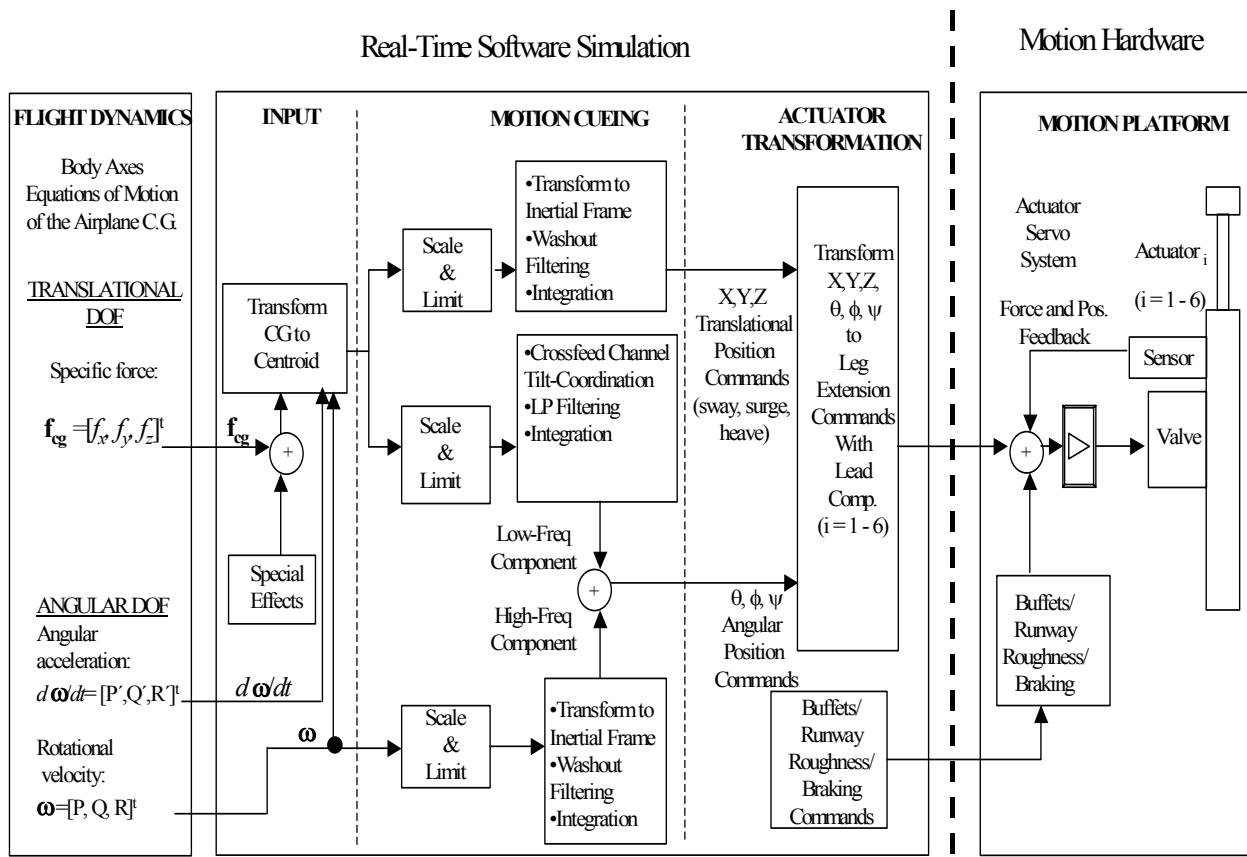 Real-Time Software Simulation
Motion Hardware
FLIGHT DYNAMICS
Body Axes
Equations of Motion
of the Airplane C.G.
TRANSLATIONAL
DOF
Specific force:
f_cg =[f_x, f_y, f_z]^t
ANGULAR DOF
Angular
acceleration:
d ω/dt= [P´,Q´,R´]^t
Rotational
velocity:
ω=[P, Q, R]^t
INPUT
Transform
CG to
Centroid
f_cg
+
Special
Effects
d ω/dt
ω
MOTION CUEING
Scale
&
Limit
•Transform to
Inertial Frame
•Washout
Filtering
•Integration
Scale
&
Limit
•Crossfeed Channel
Tilt-Coordination
•LP Filtering
•Integration
Low-Freq
Component
+
High-Freq
Component
Scale
&
Limit
•Transform to
Inertial Frame
•Washout
Filtering
•Integration
ACTUATOR
TRANSFORMATION
X,Y,Z
Translational
Position
Commands
(sway, surge,
heave)
θ, ϕ, ψ
Angular
Position
Commands
Transform
X,Y,Z,
θ, ϕ, ψ
to
Leg
Extension
Commands
With
Lead
Comp.
(i = 1 - 6)
Buffets/
Runway
Roughness/
Braking
Commands
MOTION PLATFORM
Actuator
Servo
System
Actuator i
(i = 1 - 6)
Force and Pos.
Feedback
Sensor
+
Valve
Buffets/
Runway
Roughness/
Braking